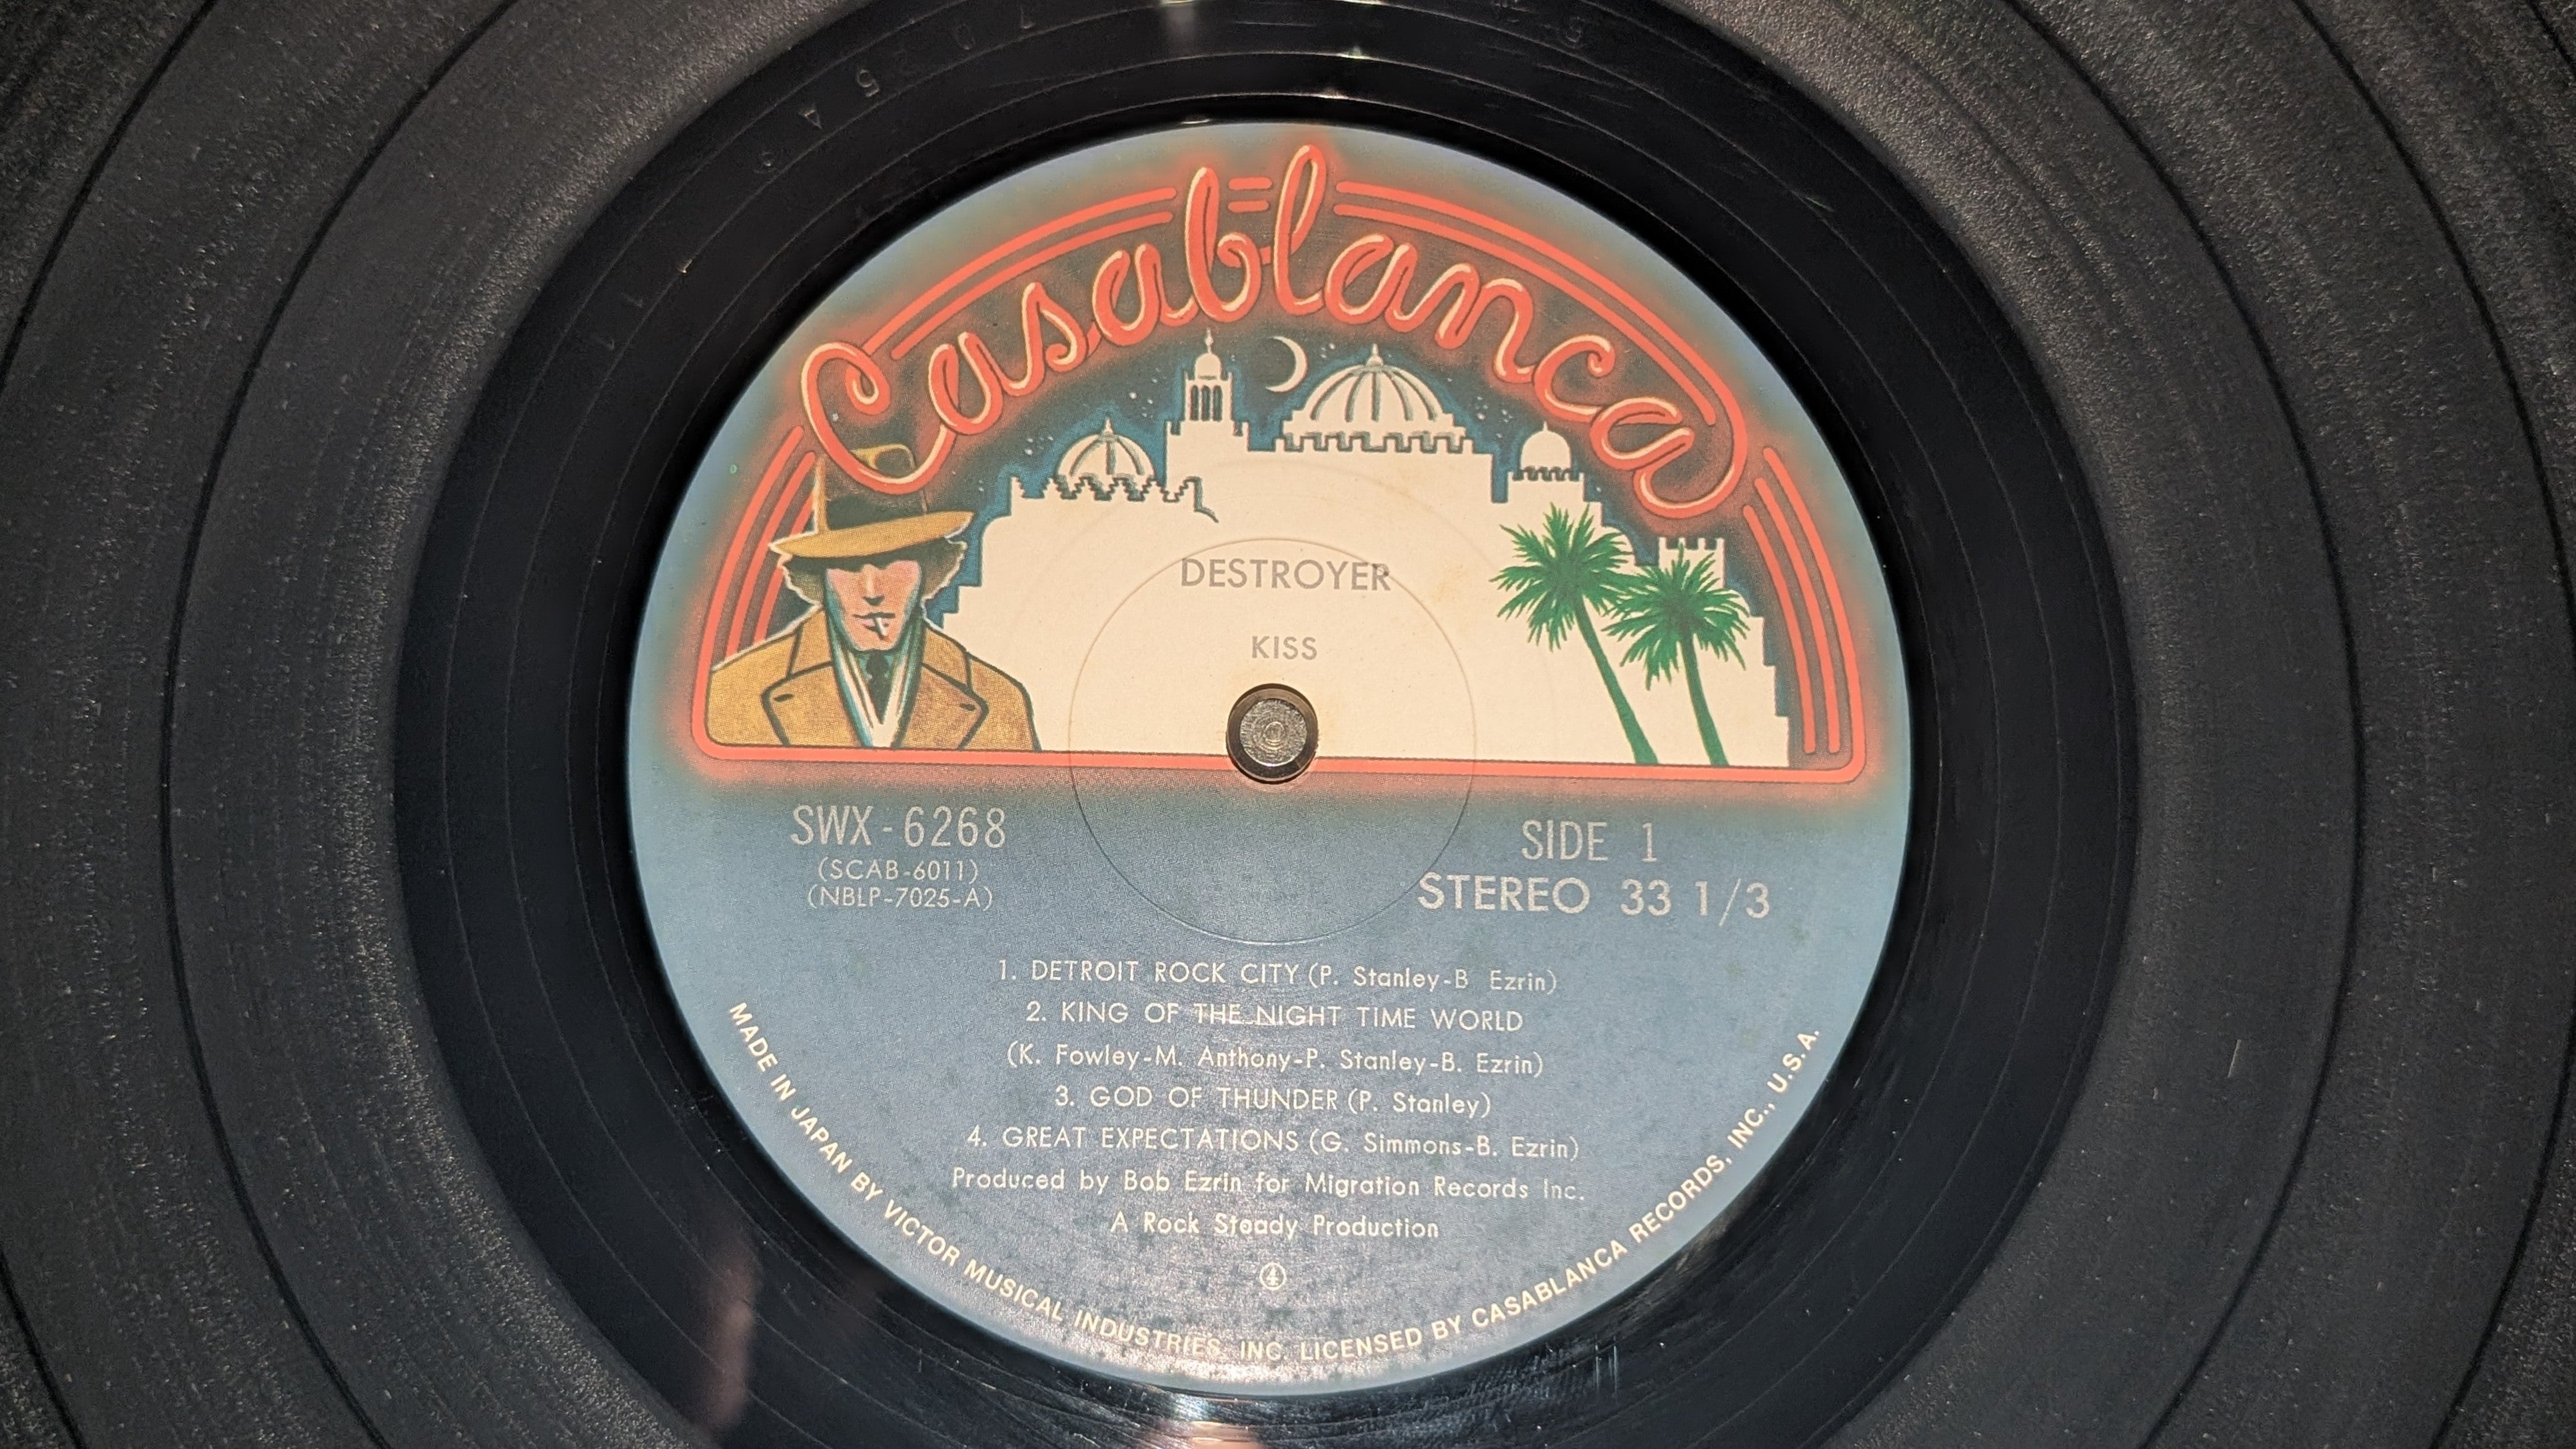 Casablanca
DESTROYER
KISS
SWX-6268
(SCAB-6011)
(NBLP-7025-A)
SIDE 1
STEREO 33 1/3
1. DETROIT ROCK CITY (P. Stanley-B Ezrin)
2. KING OF THE NIGHT TIME WORLD
(K. Fowley-M. Anthony-P. Stanley-B. Ezrin)
3. GOD OF THUNDER (P. Stanley)
4. GREAT EXPECTATIONS (G. Simmons-B. Ezrin)
Produced by Bob Ezrin for Migration Records Inc.
A Rock Steady Production
④
MADE IN JAPAN BY VICTOR MUSICAL INDUSTRIES, INC. LICENSED BY CASABLANCA RECORDS, INC., U.S.A.